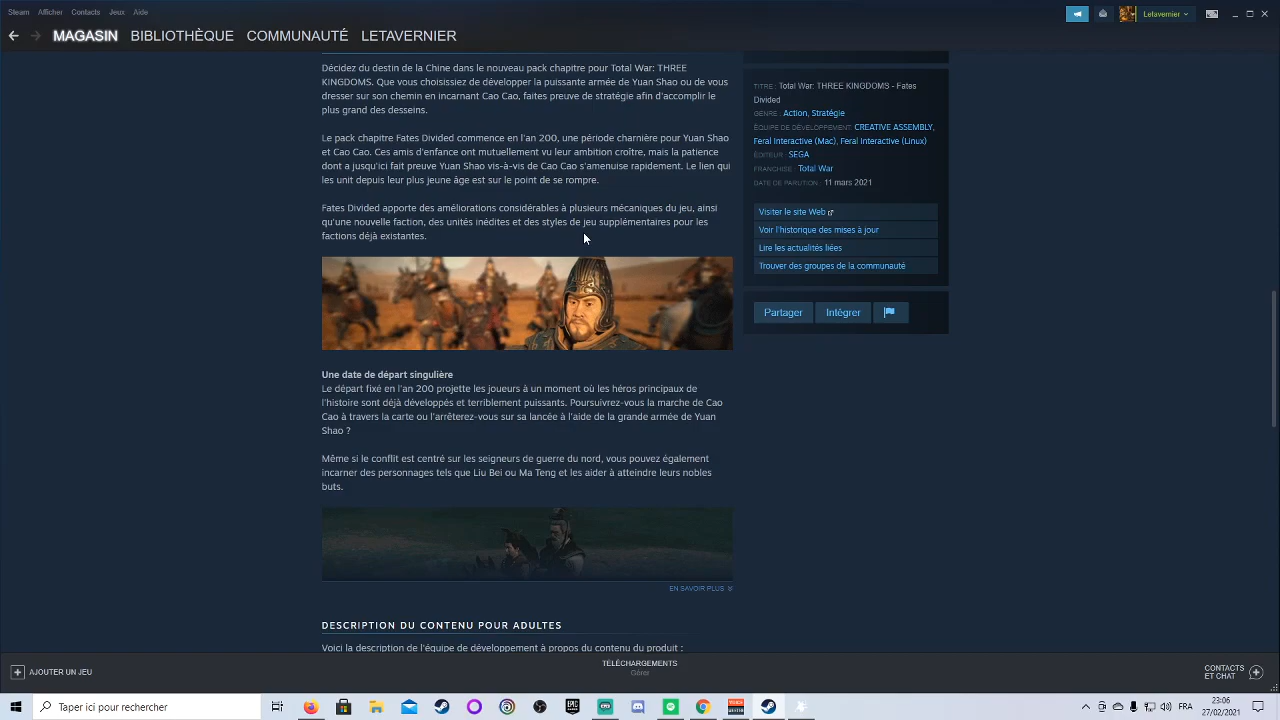 Steam Afficher Contacts Jeux Aide
Letavernier
MAGASIN BIBLIOTHÈQUE COMMUNAUTÉ LETAVERNIER
Décidez du destin de la Chine dans le nouveau pack chapitre pour Total War: THREE
KINGDOMS. Que vous choisissiez de développer la puissante armée de Yuan Shao ou de vous
dresser sur son chemin en incarnant Cao Cao, faites preuve de stratégie afin d'accomplir le
plus grand des desseins.
Le pack chapitre Fates Divided commence en l'an 200, une période charnière pour Yuan Shao
et Cao Cao. Ces amis d'enfance ont mutuellement vu leur ambition croître, mais la patience
dont a jusqu'ici fait preuve Yuan Shao vis-à-vis de Cao Cao s'amenuise rapidement. Le lien qui
les unit depuis leur plus jeune âge est sur le point de se rompre.
Fates Divided apporte des améliorations considérables à plusieurs mécaniques du jeu, ainsi
qu'une nouvelle faction, des unités inédites et des styles de jeu supplémentaires pour les
factions déjà existantes.
Une date de départ singulière
Le départ fixé en l'an 200 projette les joueurs à un moment où les héros principaux de
l'histoire sont déjà développés et terriblement puissants. Poursuivrez-vous la marche de Cao
Cao à travers la carte ou l'arrêterez-vous sur sa lancée à l'aide de la grande armée de Yuan
Shao ?
Même si le conflit est centré sur les seigneurs de guerre du nord, vous pouvez également
incarner des personnages tels que Liu Bei ou Ma Teng et les aider à atteindre leurs nobles
buts.
EN SAVOIR PLUS
DESCRIPTION DU CONTENU POUR ADULTES
Voici la description de l'équipe de développement à propos du contenu du produit :
TITRE : Total War: THREE KINGDOMS - Fates
Divided
GENRE : Action, Stratégie
ÉQUIPE DE DÉVELOPPEMENT: CREATIVE ASSEMBLY,
Feral Interactive (Mac), Feral Interactive (Linux)
ÉDITEUR : SEGA
FRANCHISE : Total War
DATE DE PARUTION : 11 mars 2021
Visiter le site Web
Voir l'historique des mises à jour
Lire les actualités liées
Trouver des groupes de la communauté
Partager Intégrer
AJOUTER UN JEU
TÉLÉCHARGEMENTS
Gérer
CONTACTS
ET CHAT
Taper ici pour rechercher
FRA
23:06
27/02/2021